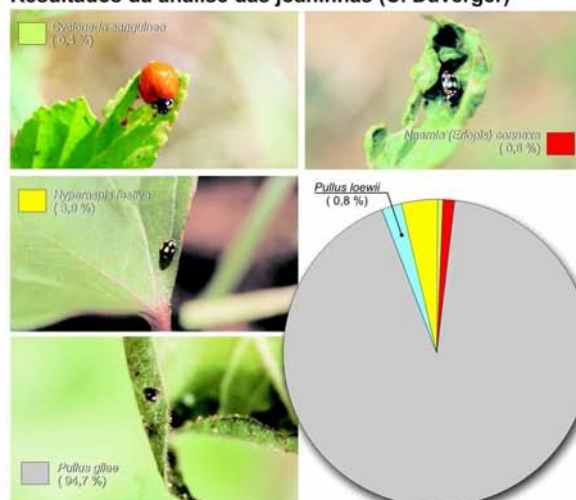 Resultados da análise das joaninhas (C. Duverger)
Cycloneda sanguinea
( 0,4 %)
Neomia (Eriopis) connexa
( 0,8 %)
Hyperaspis festiva
( 3,0 %)
Pullus loewii
( 0,8 %)
Pullus gilae
( 94,7 %)